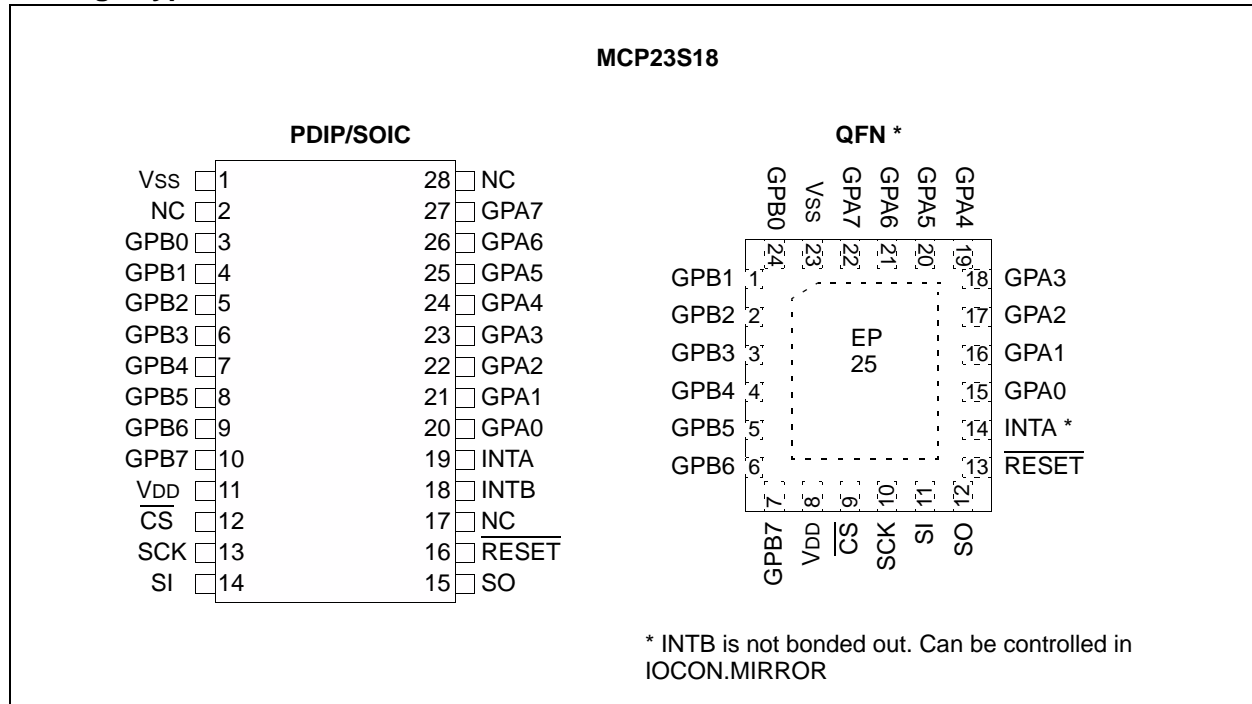 MCP23S18
PDIP/SOIC
VSS 1 28 NC
NC 2 27 GPA7
GPB0 3 26 GPA6
GPB1 4 25 GPA5
GPB2 5 24 GPA4
GPB3 6 23 GPA3
GPB4 7 22 GPA2
GPB5 8 21 GPA1
GPB6 9 20 GPA0
GPB7 10 19 INTA
VDD 11 18 INTB
CS 12 17 NC
SCK 13 16 RESET
SI 14 15 SO
QFN *
GPB0 VSS GPA7 GPA6 GPA5 GPA4
24 23 22 21 20 19
GPB1 1 18 GPA3
GPB2 2 17 GPA2
GPB3 3 EP 16 GPA1
25
GPB4 4 15 GPA0
GPB5 5 14 INTA *
GPB6 6 13 RESET
7 8 9 10 11 12
GPB7 VDD CS SCK SI SO
* INTB is not bonded out. Can be controlled in
IOCON.MIRROR